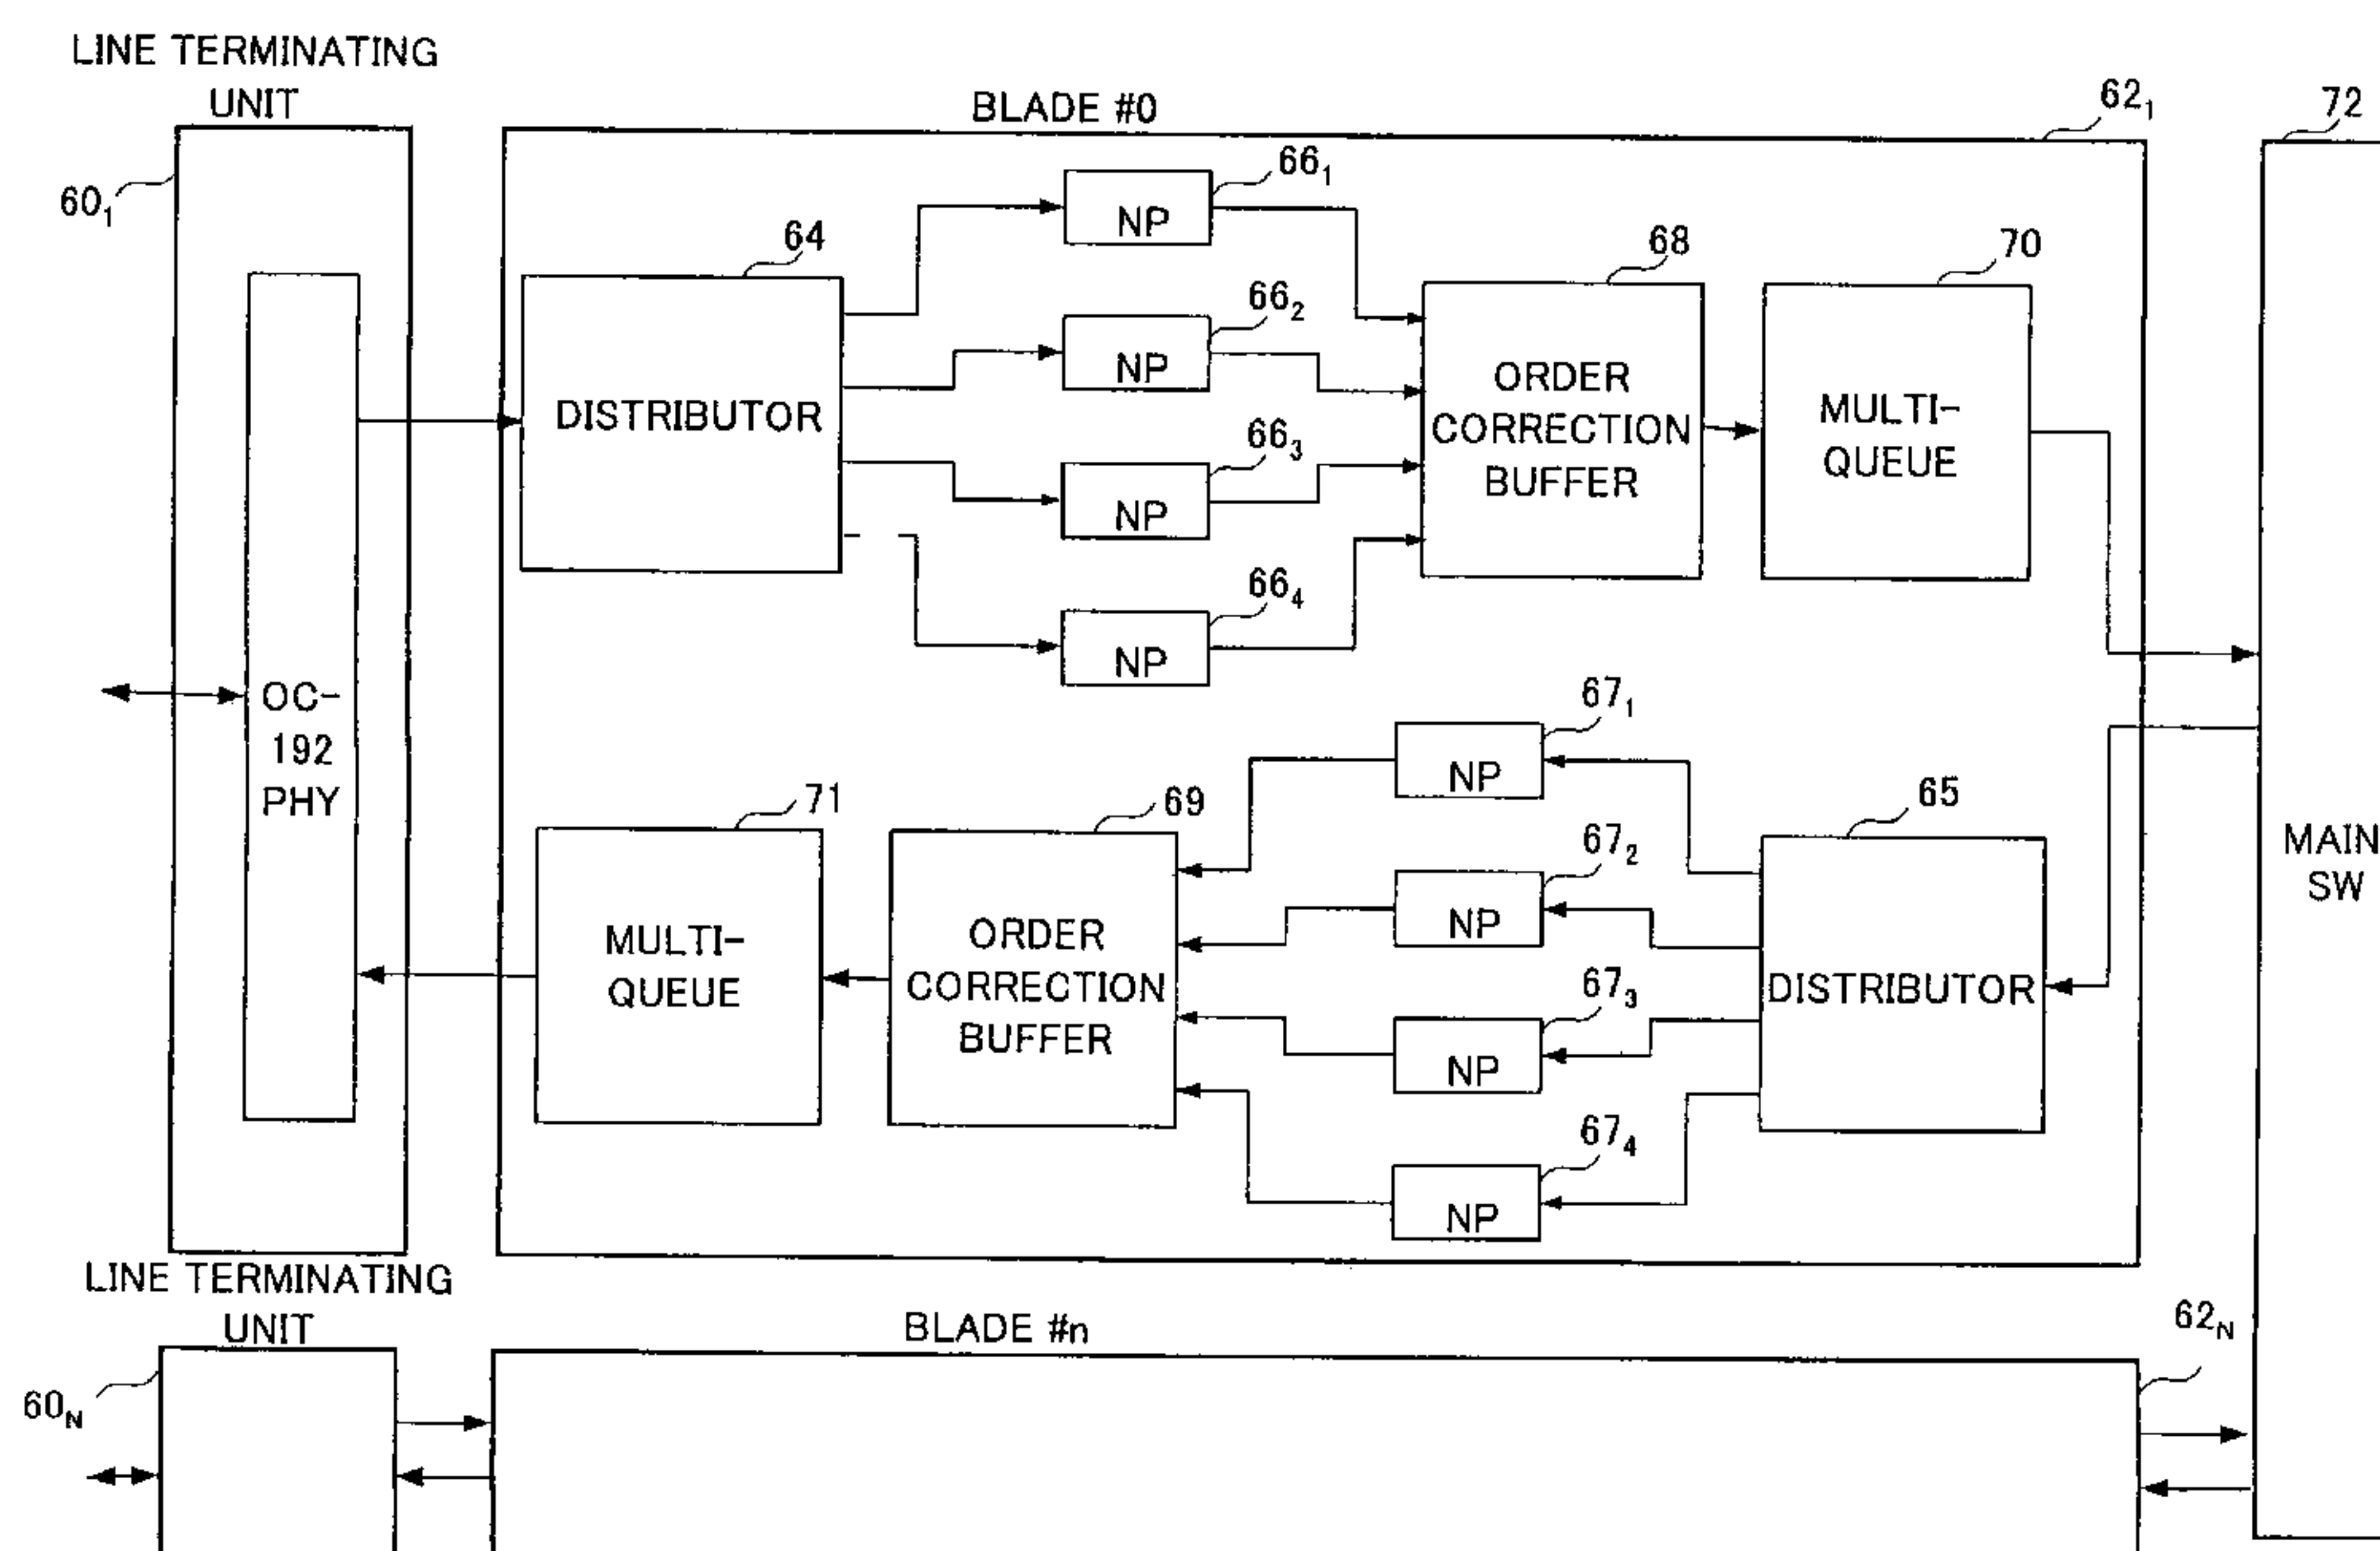 LINE TERMINATING
UNIT
BLADE #0
62₁
72
60₁
66₁
NP
64
68
70
66₂
NP
DISTRIBUTOR
ORDER
CORRECTION
BUFFER
MULTI-
QUEUE
66₃
NP
66₄
NP
OC-
192
PHY
67₁
NP
71
69
65
MAIN
SW
67₂
NP
MULTI-
QUEUE
ORDER
CORRECTION
BUFFER
67₃
NP
DISTRIBUTOR
67₄
NP
LINE TERMINATING
UNIT
BLADE #n
62N
60N